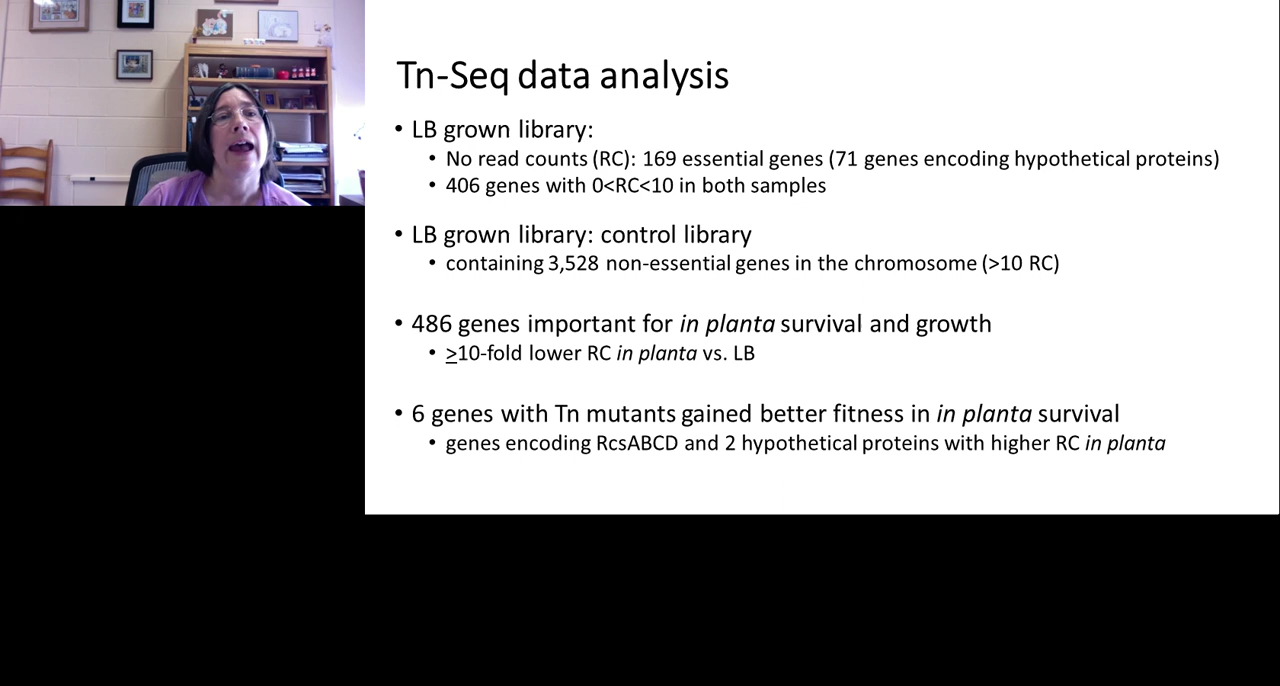 Tn-Seq data analysis
• LB grown library:
• No read counts (RC): 169 essential genes (71 genes encoding hypothetical proteins)
• 406 genes with 0<RC<10 in both samples
• LB grown library: control library
• containing 3,528 non-essential genes in the chromosome (>10 RC)
• 486 genes important for in planta survival and growth
• >10-fold lower RC in planta vs. LB
• 6 genes with Tn mutants gained better fitness in in planta survival
• genes encoding RcsABCD and 2 hypothetical proteins with higher RC in planta